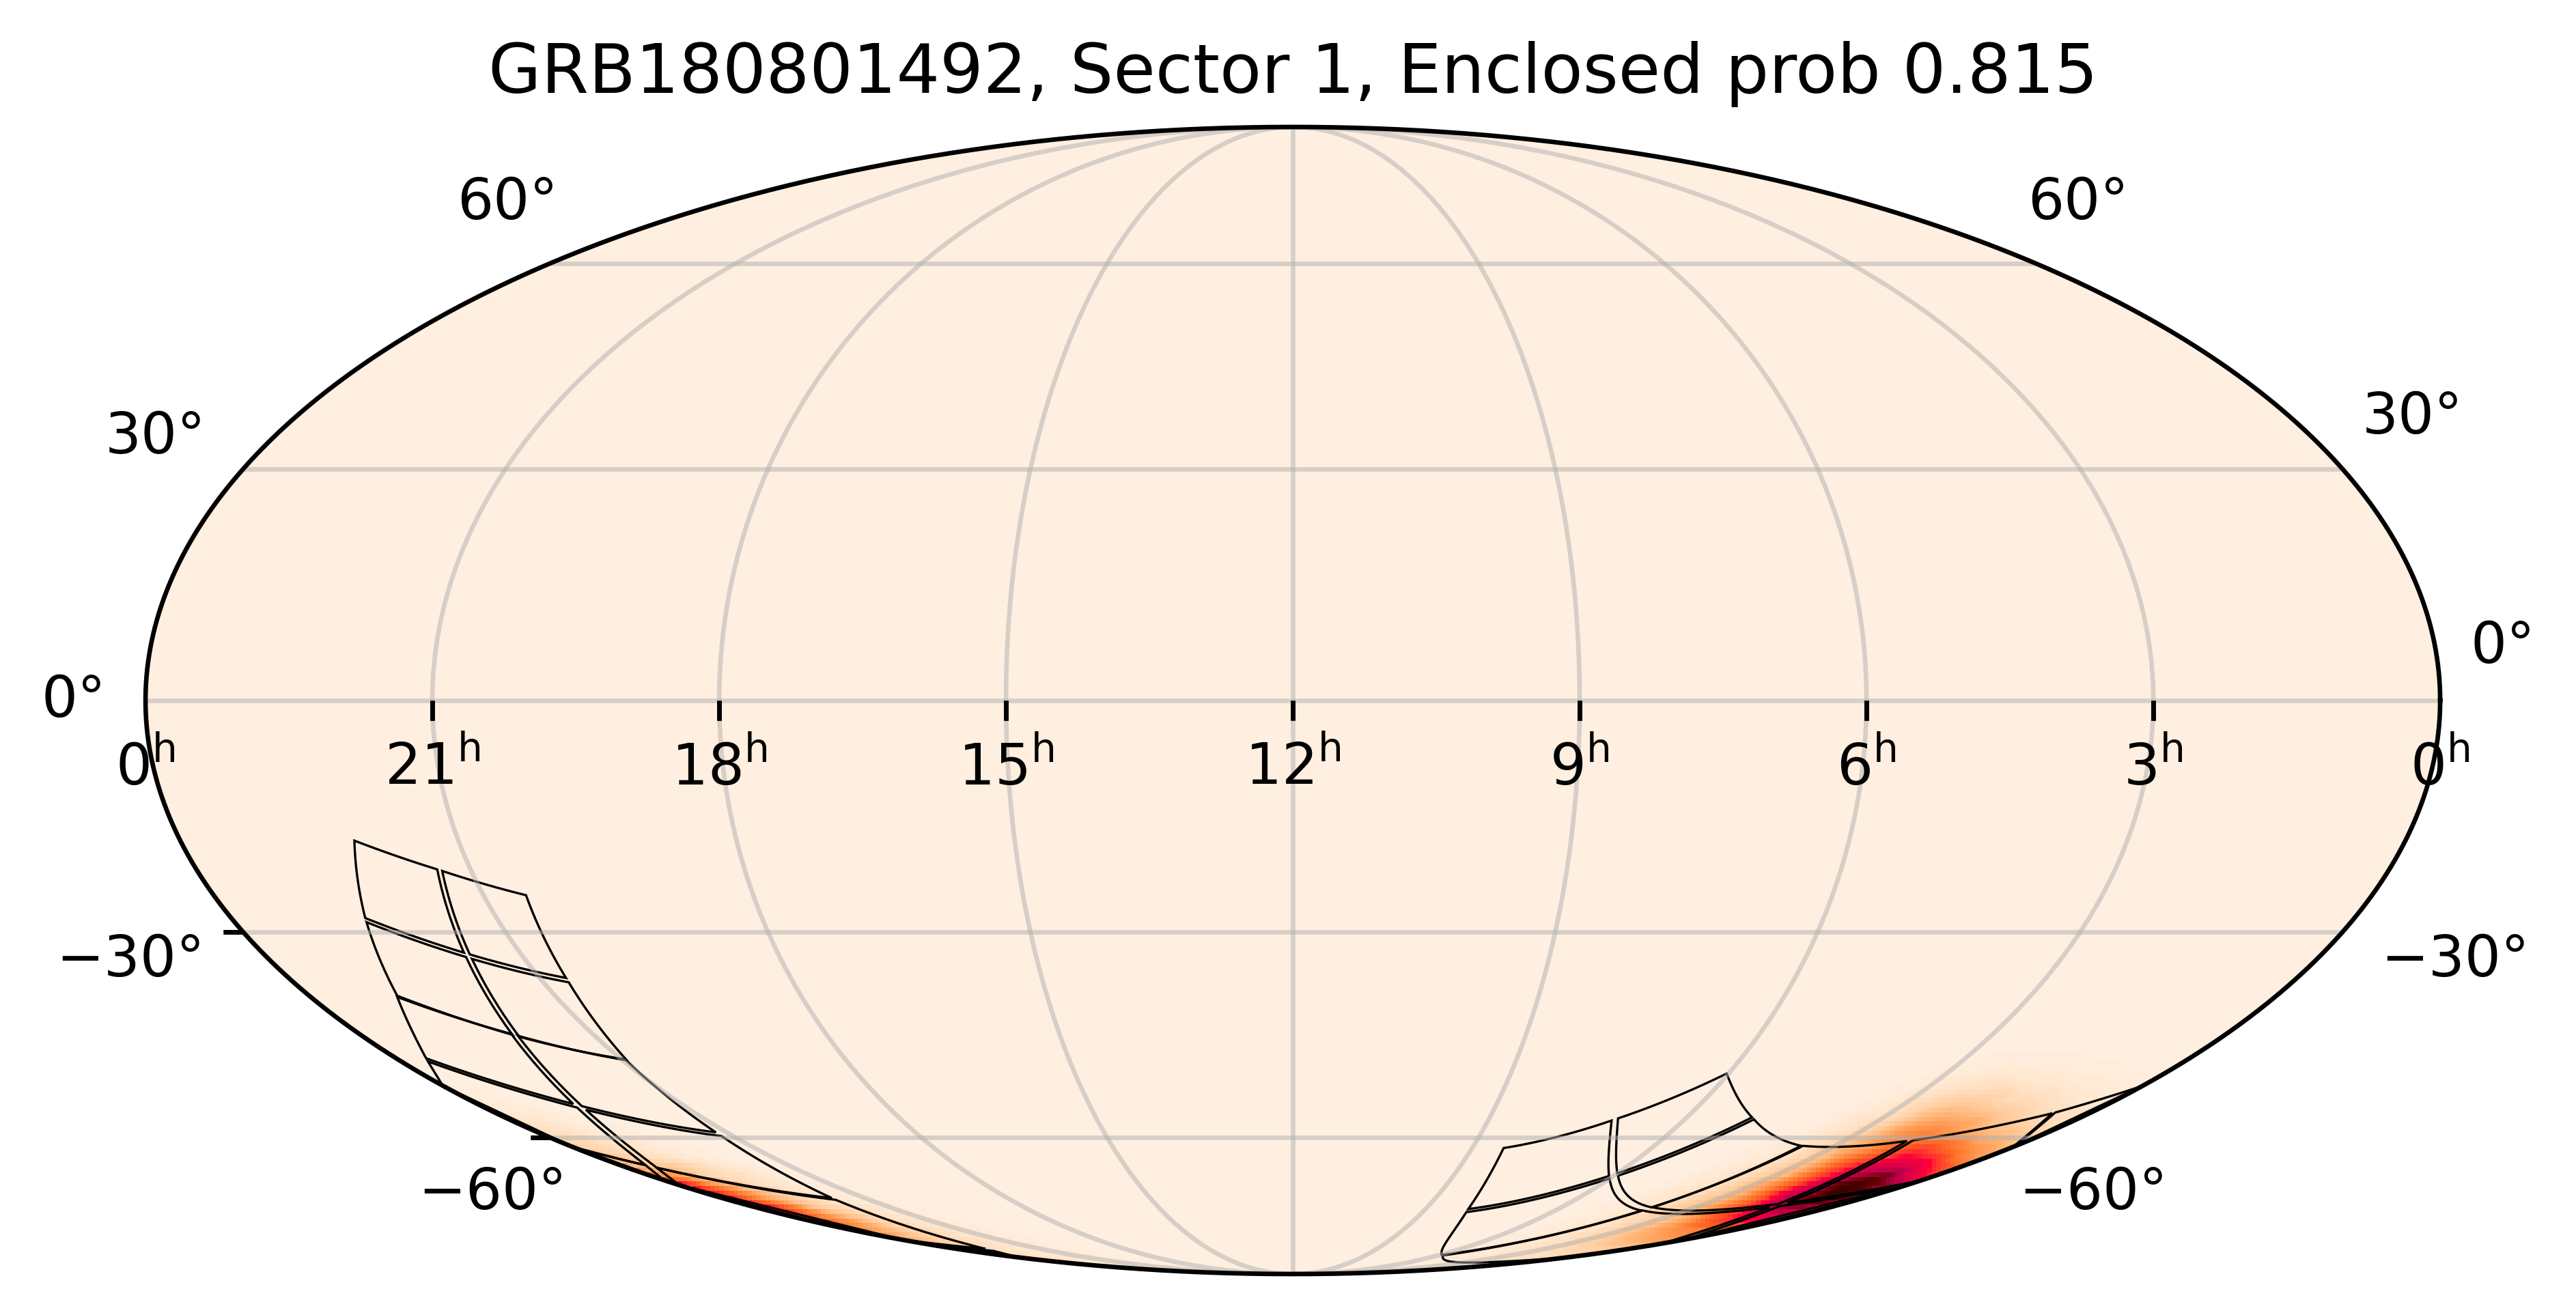 GRB180801492, Sector 1, Enclosed prob 0.815
60° 60°
30° 30°
0° 0°
0ʰ 21ʰ 18ʰ 15ʰ 12ʰ 9ʰ 6ʰ 3ʰ 0ʰ
−30° −30°
−60° −60°